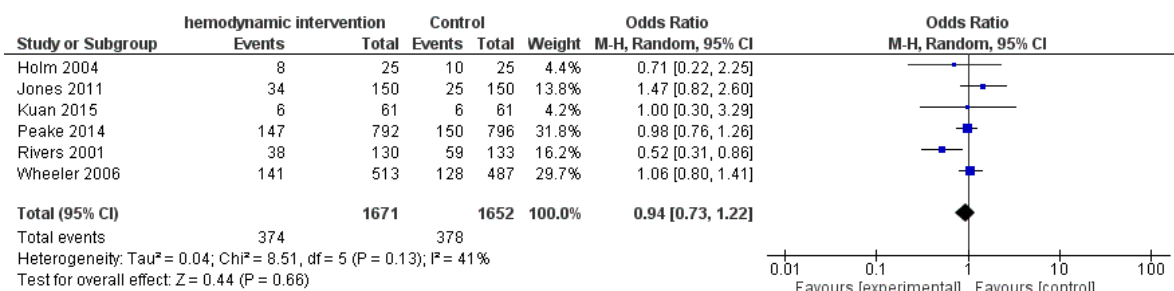 hemodynamic intervention Control Odds Ratio Odds Ratio
Study or Subgroup Events Total Events Total Weight M-H, Random, 95% CI M-H, Random, 95% CI
Holm 2004 8 25 10 25 4.4% 0.71 [0.22, 2.25]
Jones 2011 34 150 25 150 13.8% 1.47 [0.82, 2.60]
Kuan 2015 6 61 6 61 4.2% 1.00 [0.30, 3.29]
Peake 2014 147 792 150 796 31.8% 0.98 [0.76, 1.26]
Rivers 2001 38 130 59 133 16.2% 0.52 [0.31, 0.86]
Wheeler 2006 141 513 128 487 29.7% 1.06 [0.80, 1.41]
Total (95% CI) 1671 1652 100.0% 0.94 [0.73, 1.22]
Total events 374 378
Heterogeneity: Tau² = 0.04; Chi² = 8.51, df = 5 (P = 0.13); I² = 41%
Test for overall effect: Z = 0.44 (P = 0.66)
0.01 0.1 1 10 100
Favours [experimental] Favours [control]